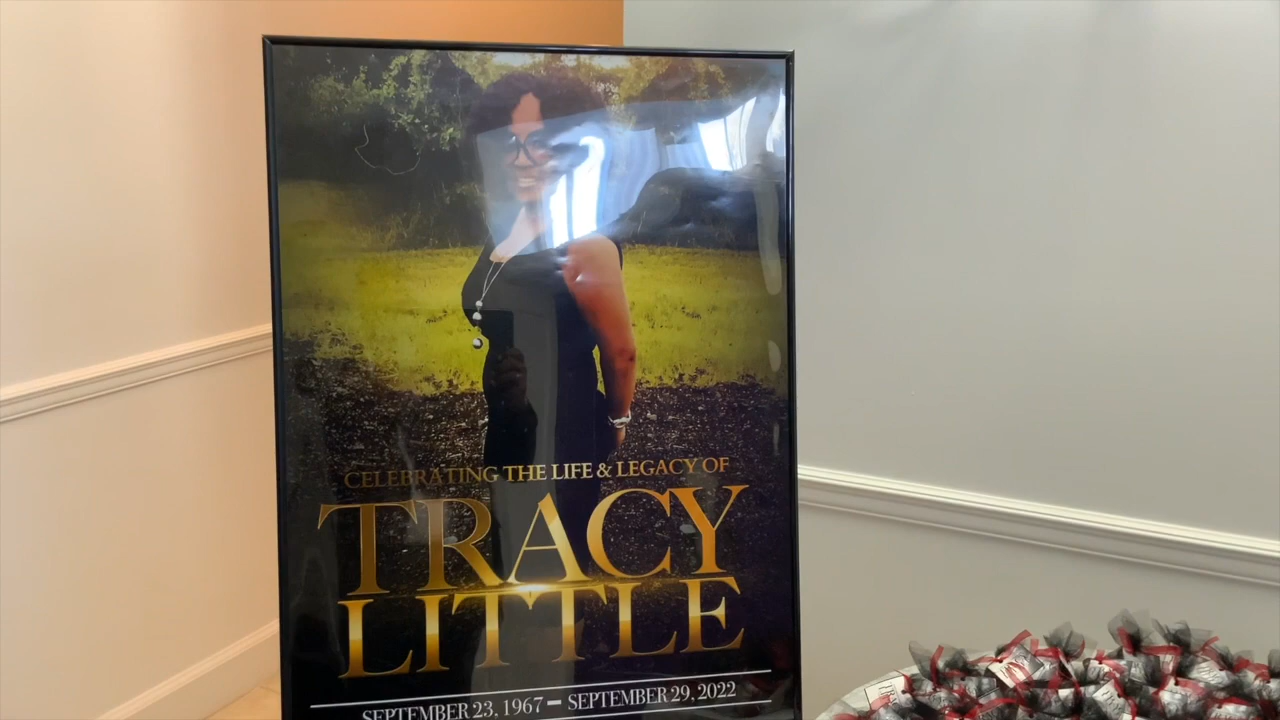 CELEBRATING THE LIFE & LEGACY OF
TRACY
LITTLE
SEPTEMBER 23, 1967 – SEPTEMBER 29, 2022